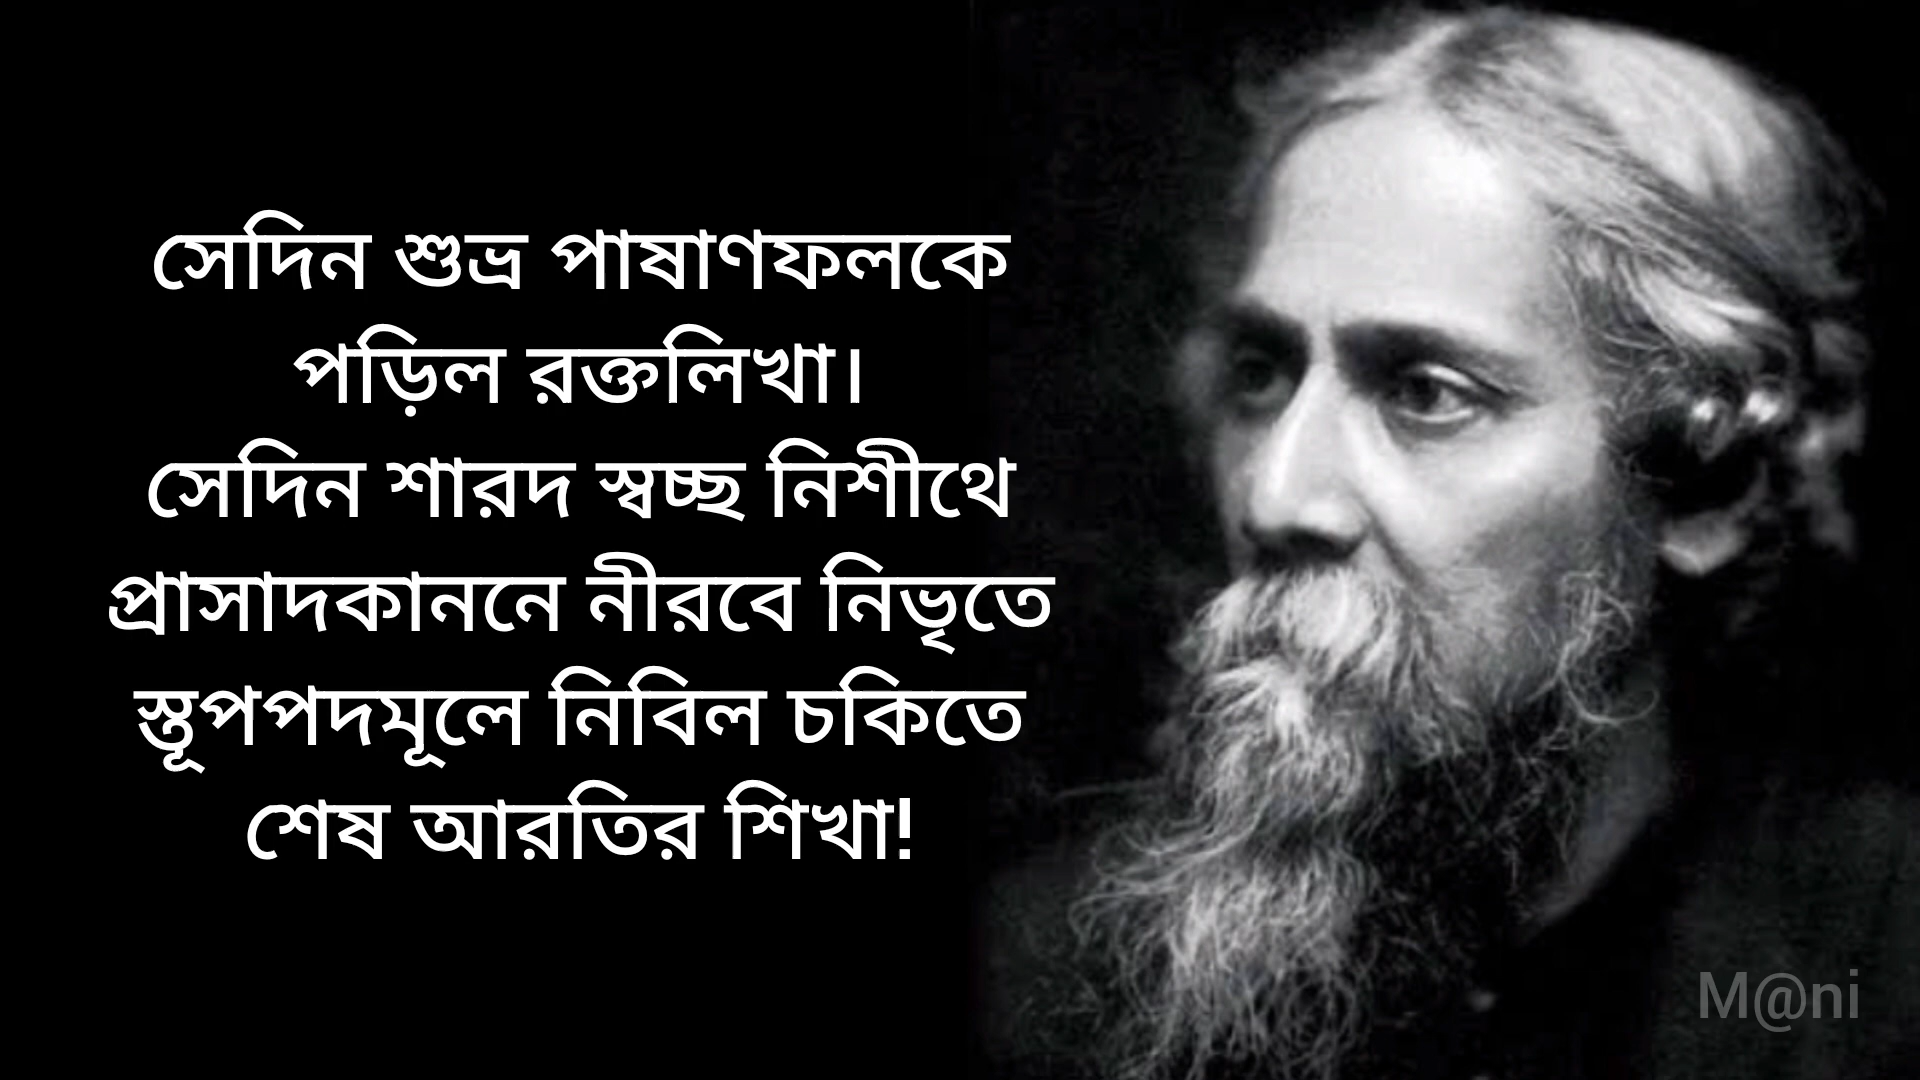 সেদিন শুভ্র পাষাণফলকে
পড়িল রক্তলিখা।
সেদিন শারদ স্বচ্ছ নিশীথে
প্রাসাদকাননে নীরবে নিভৃতে
স্তূপপদমূলে নিবিল চকিতে
শেষ আরতির শিখা!
M@ni